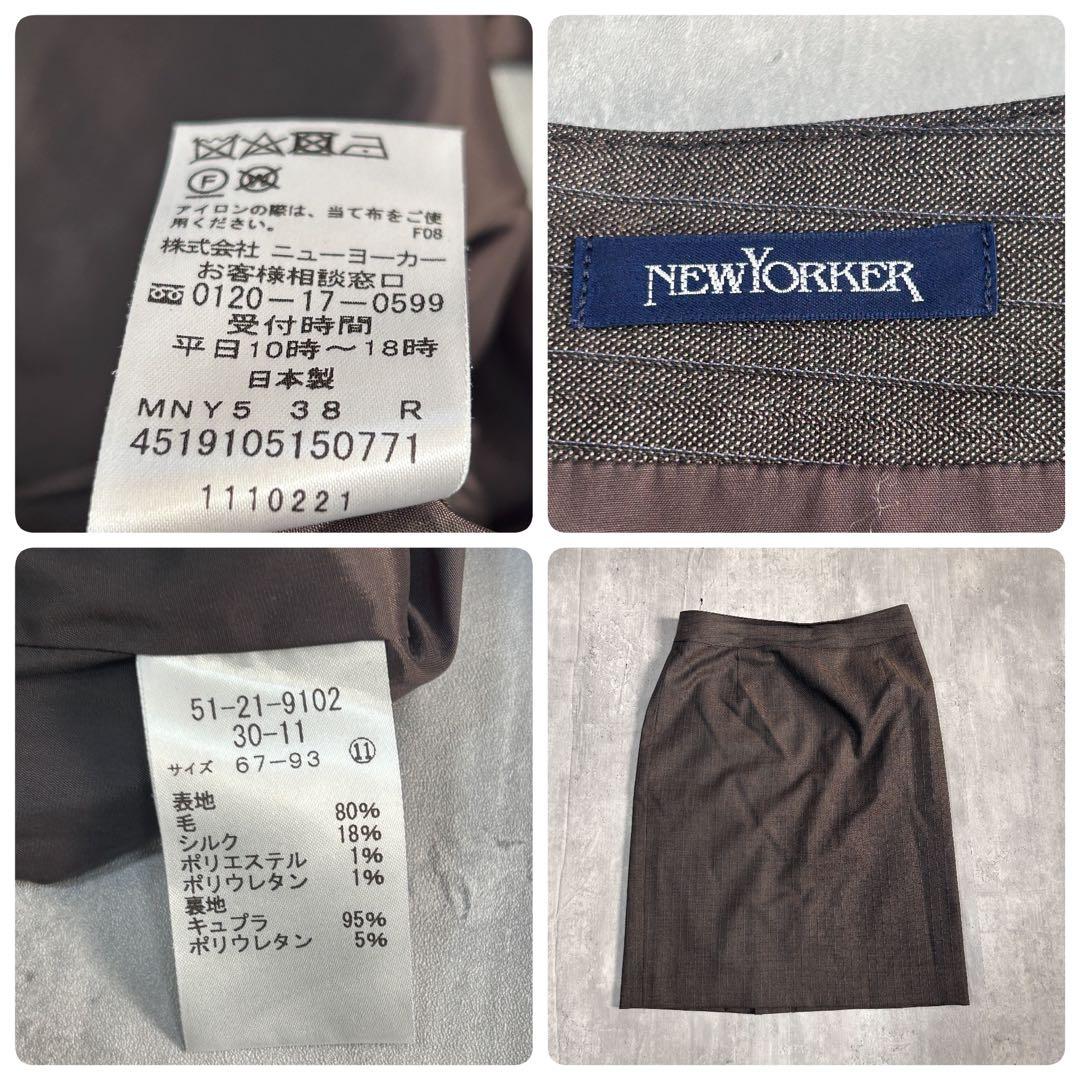 F
W
アイロンの際は、当て布をご使
用ください。
F08
株式会社 ニューヨーカー
お客様相談窓口
0120-17-0599
受付時間
平日10時～18時
日本製
MNY5 38 R
4519105150771
1110221
NEWYORKER
51-21-9102
30-11
サイズ 67-93 ⑪
表地
毛 80%
シルク 18%
ポリエステル 1%
ポリウレタン 1%
裏地
キュプラ 95%
ポリウレタン 5%